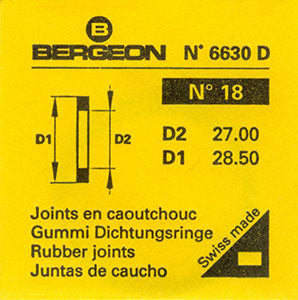 B
BERGEON N° 6630 D
N° 18
D1 D2
D2 27.00
D1 28.50
Joints en caoutchouc
Gummi Dichtungsringe
Rubber joints
Juntas de caucho
Swiss made